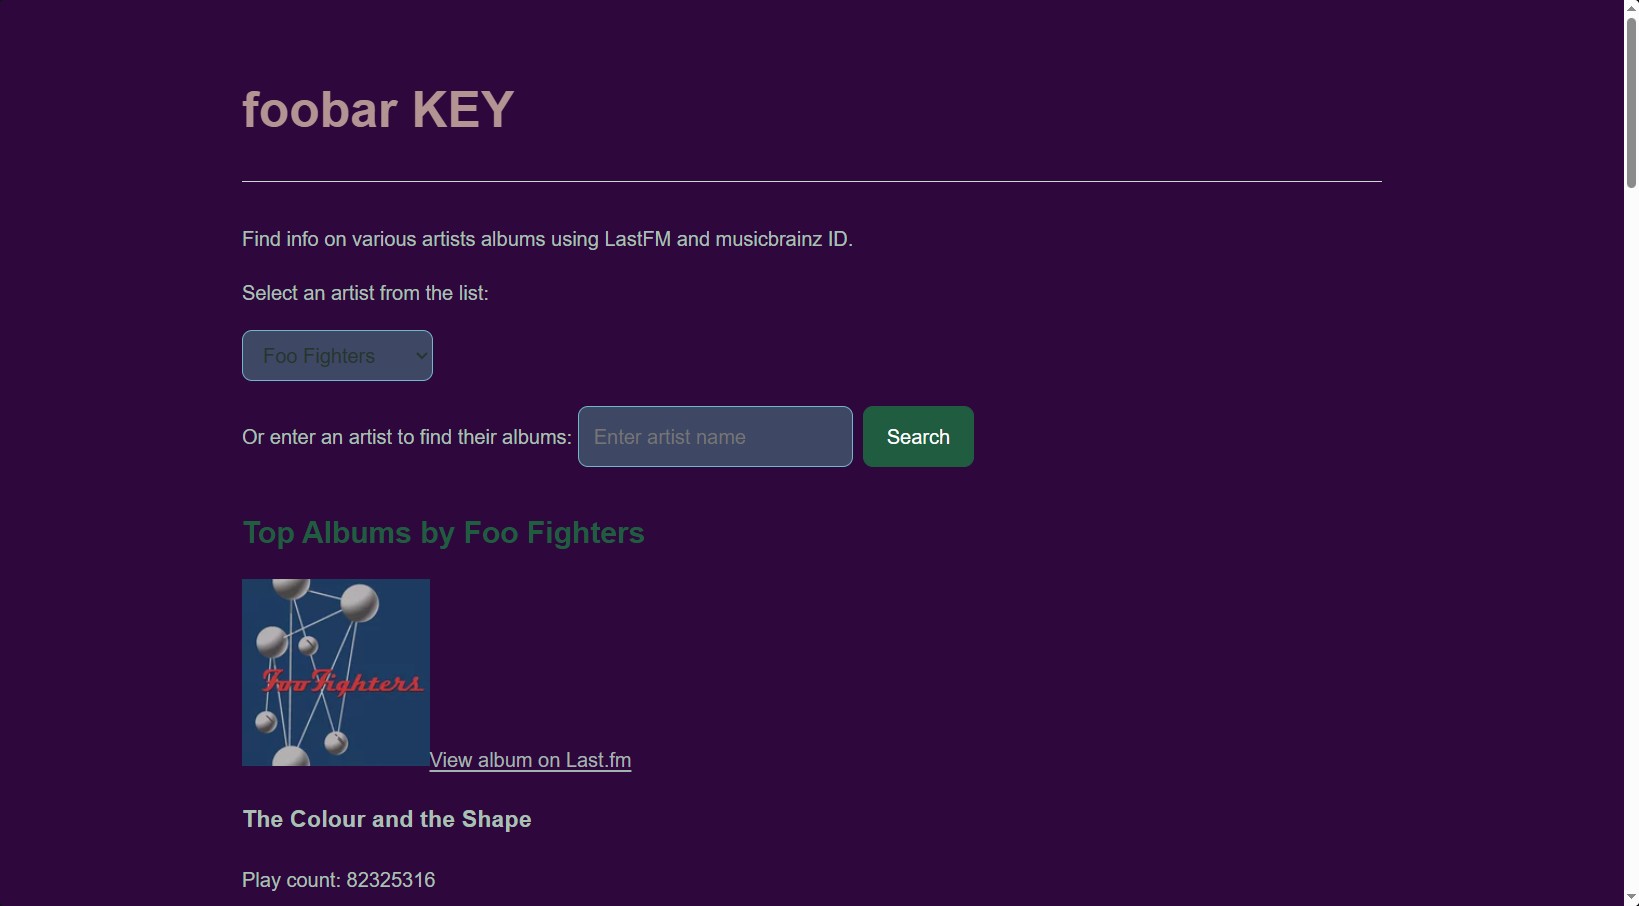 foobar KEY
Find info on various artists albums using LastFM and musicbrainz ID.
Select an artist from the list:
Foo Fighters
Or enter an artist to find their albums: Enter artist name Search
Top Albums by Foo Fighters
Foo Fighters
View album on Last.fm
The Colour and the Shape
Play count: 82325316